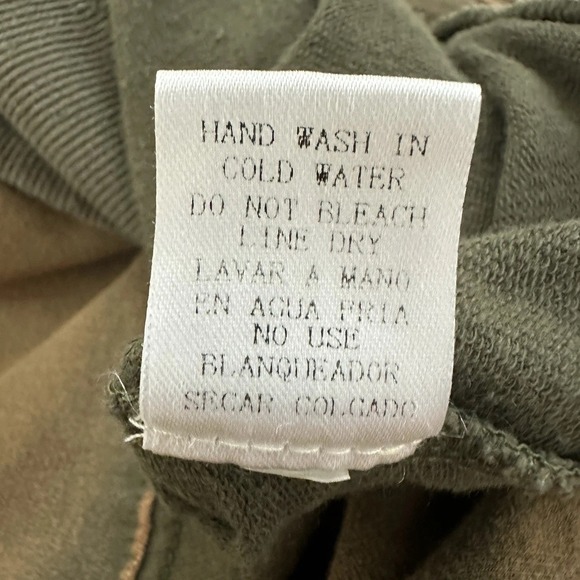 HAND WASH IN
COLD WATER
DO NOT BLEACH
LINE DRY
LAVAR A MANO
EN AGUA FRIA
NO USE
BLANQUEADOR
SECAR COLGADO